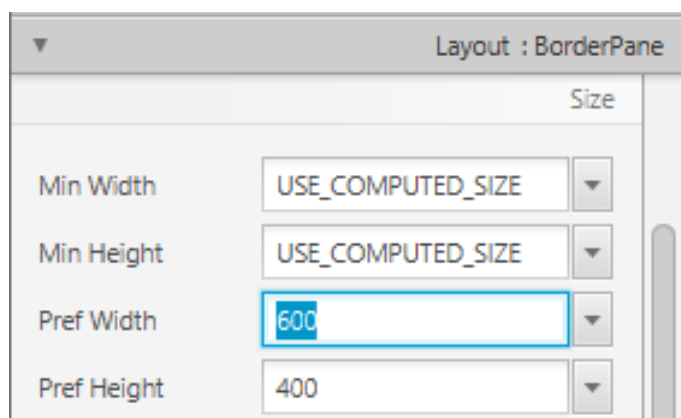 Layout : BorderPane
Size
Min Width USE_COMPUTED_SIZE
Min Height USE_COMPUTED_SIZE
Pref Width 600
Pref Height 400